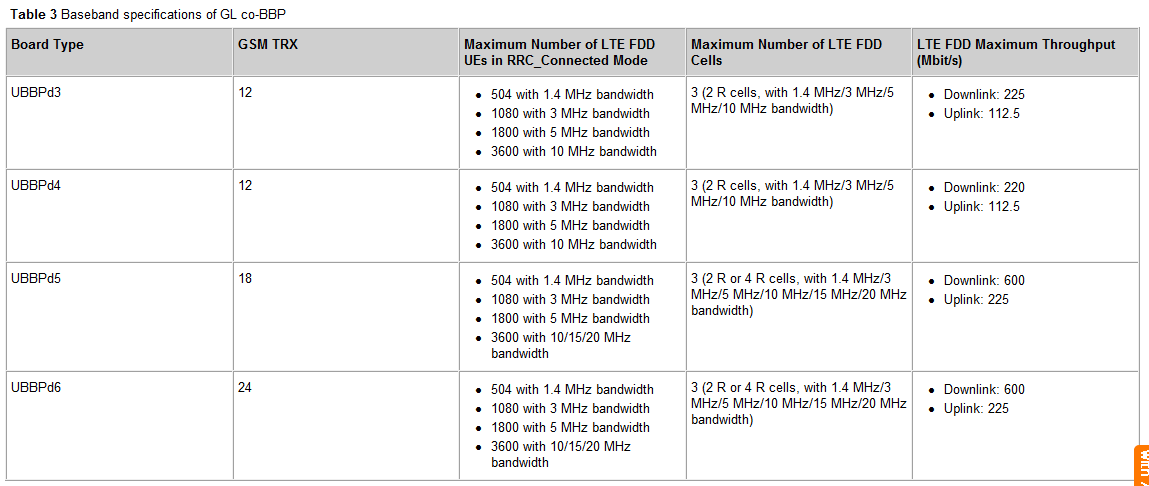 Table 3 Baseband specifications of GL co-BBP
Board Type
GSM TRX
Maximum Number of LTE FDD
UEs in RRC_Connected Mode
Maximum Number of LTE FDD
Cells
LTE FDD Maximum Throughput
(Mbit/s)
UBBPd3
12
• 504 with 1.4 MHz bandwidth
• 1080 with 3 MHz bandwidth
• 1800 with 5 MHz bandwidth
• 3600 with 10 MHz bandwidth
3 (2 R cells, with 1.4 MHz/3 MHz/5
MHz/10 MHz bandwidth)
• Downlink: 225
• Uplink: 112.5
UBBPd4
12
• 504 with 1.4 MHz bandwidth
• 1080 with 3 MHz bandwidth
• 1800 with 5 MHz bandwidth
• 3600 with 10 MHz bandwidth
3 (2 R cells, with 1.4 MHz/3 MHz/5
MHz/10 MHz bandwidth)
• Downlink: 220
• Uplink: 112.5
UBBPd5
18
• 504 with 1.4 MHz bandwidth
• 1080 with 3 MHz bandwidth
• 1800 with 5 MHz bandwidth
• 3600 with 10/15/20 MHz
bandwidth
3 (2 R or 4 R cells, with 1.4 MHz/3
MHz/5 MHz/10 MHz/15 MHz/20 MHz
bandwidth)
• Downlink: 600
• Uplink: 225
UBBPd6
24
• 504 with 1.4 MHz bandwidth
• 1080 with 3 MHz bandwidth
• 1800 with 5 MHz bandwidth
• 3600 with 10/15/20 MHz
bandwidth
3 (2 R or 4 R cells, with 1.4 MHz/3
MHz/5 MHz/10 MHz/15 MHz/20 MHz
bandwidth)
• Downlink: 600
• Uplink: 225